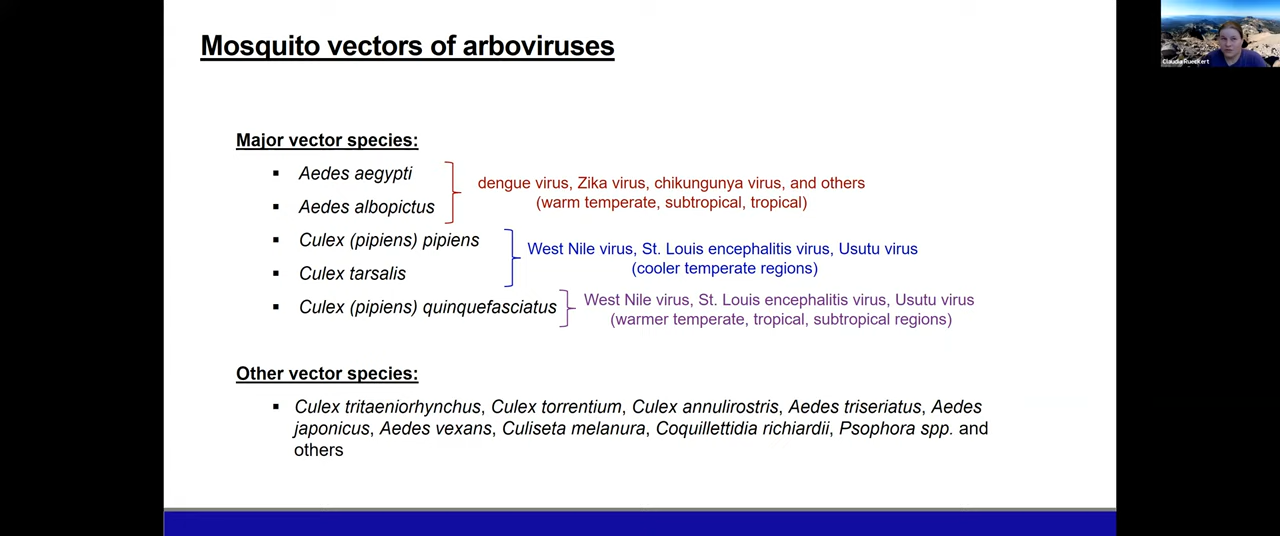 Mosquito vectors of arboviruses
Claudia Rueckert
Major vector species:
▪ Aedes aegypti
▪ Aedes albopictus
dengue virus, Zika virus, chikungunya virus, and others
(warm temperate, subtropical, tropical)
▪ Culex (pipiens) pipiens
▪ Culex tarsalis
West Nile virus, St. Louis encephalitis virus, Usutu virus
(cooler temperate regions)
▪ Culex (pipiens) quinquefasciatus
West Nile virus, St. Louis encephalitis virus, Usutu virus
(warmer temperate, tropical, subtropical regions)
Other vector species:
▪ Culex tritaeniorhynchus, Culex torrentium, Culex annulirostris, Aedes triseriatus, Aedes
japonicus, Aedes vexans, Culiseta melanura, Coquillettidia richiardii, Psophora spp. and
others